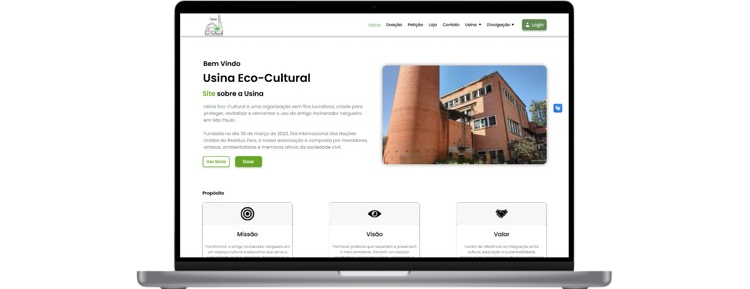 Home Doação Petição Loja Contato Usina Divulgação Login
Bem Vindo
Usina Eco-Cultural
Site sobre a Usina
Usina Eco-Cultural é uma organização sem fins lucrativos, criada para
proteger, revitalizar e reinventar o uso do antigo Incinerador Vergueiro
em São Paulo.
Fundada no dia 30 de março de 2023, Dia Internacional das Nações
Unidas do Resíduo Zero, a nossa associação é composta por moradores,
artistas, ambientalistas e membros ativos da sociedade civil.
Ver Mais Doar
Propósito
Missão Visão Valor
Transformar o antigo Incinerador Vergueiro em
um espaço cultural e educativo que serve a
Promover práticas que respeitem e preservem
o meio ambiente. Garantir um espaço
Centro de referência na integração entre
cultura, educação e sustentabilidade,